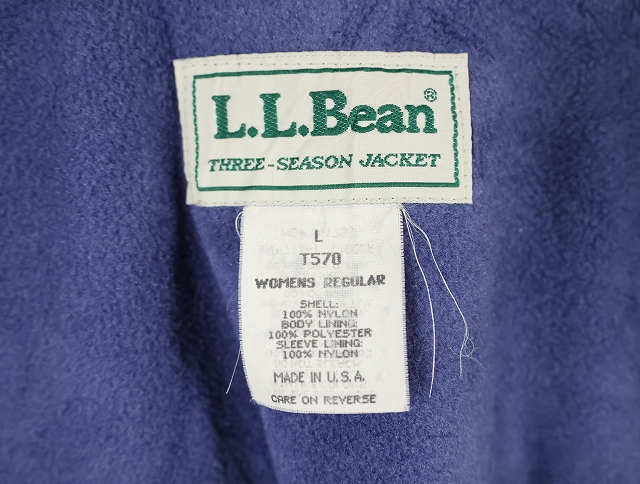 L.L.Bean®
THREE-SEASON JACKET
L
T570
WOMENS REGULAR
SHELL:
100% NYLON
BODY LINING:
100% POLYESTER
SLEEVE LINING:
100% NYLON
MADE IN U.S.A.
CARE ON REVERSE